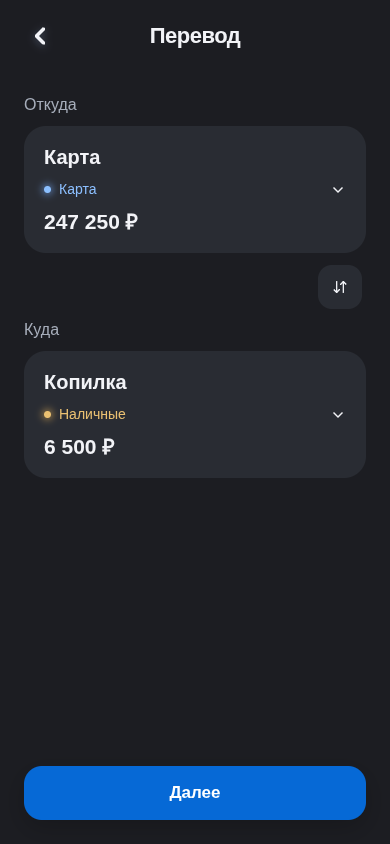 Перевод
Откуда
Карта
Карта
247 250 ₽
Куда
Копилка
Наличные
6 500 ₽
Далее